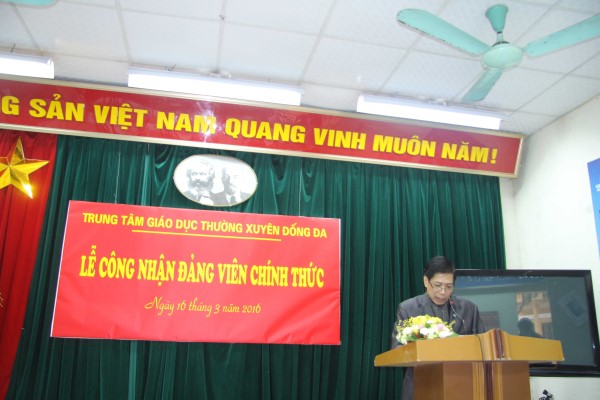 NG SẢN VIỆT NAM QUANG VINH MUÔN NĂM!
TRUNG TÂM GIÁO DỤC THƯỜNG XUYÊN ĐỐNG ĐA
LỄ CÔNG NHẬN ĐẢNG VIÊN CHÍNH THỨC
Ngày 16 tháng 3 năm 2016